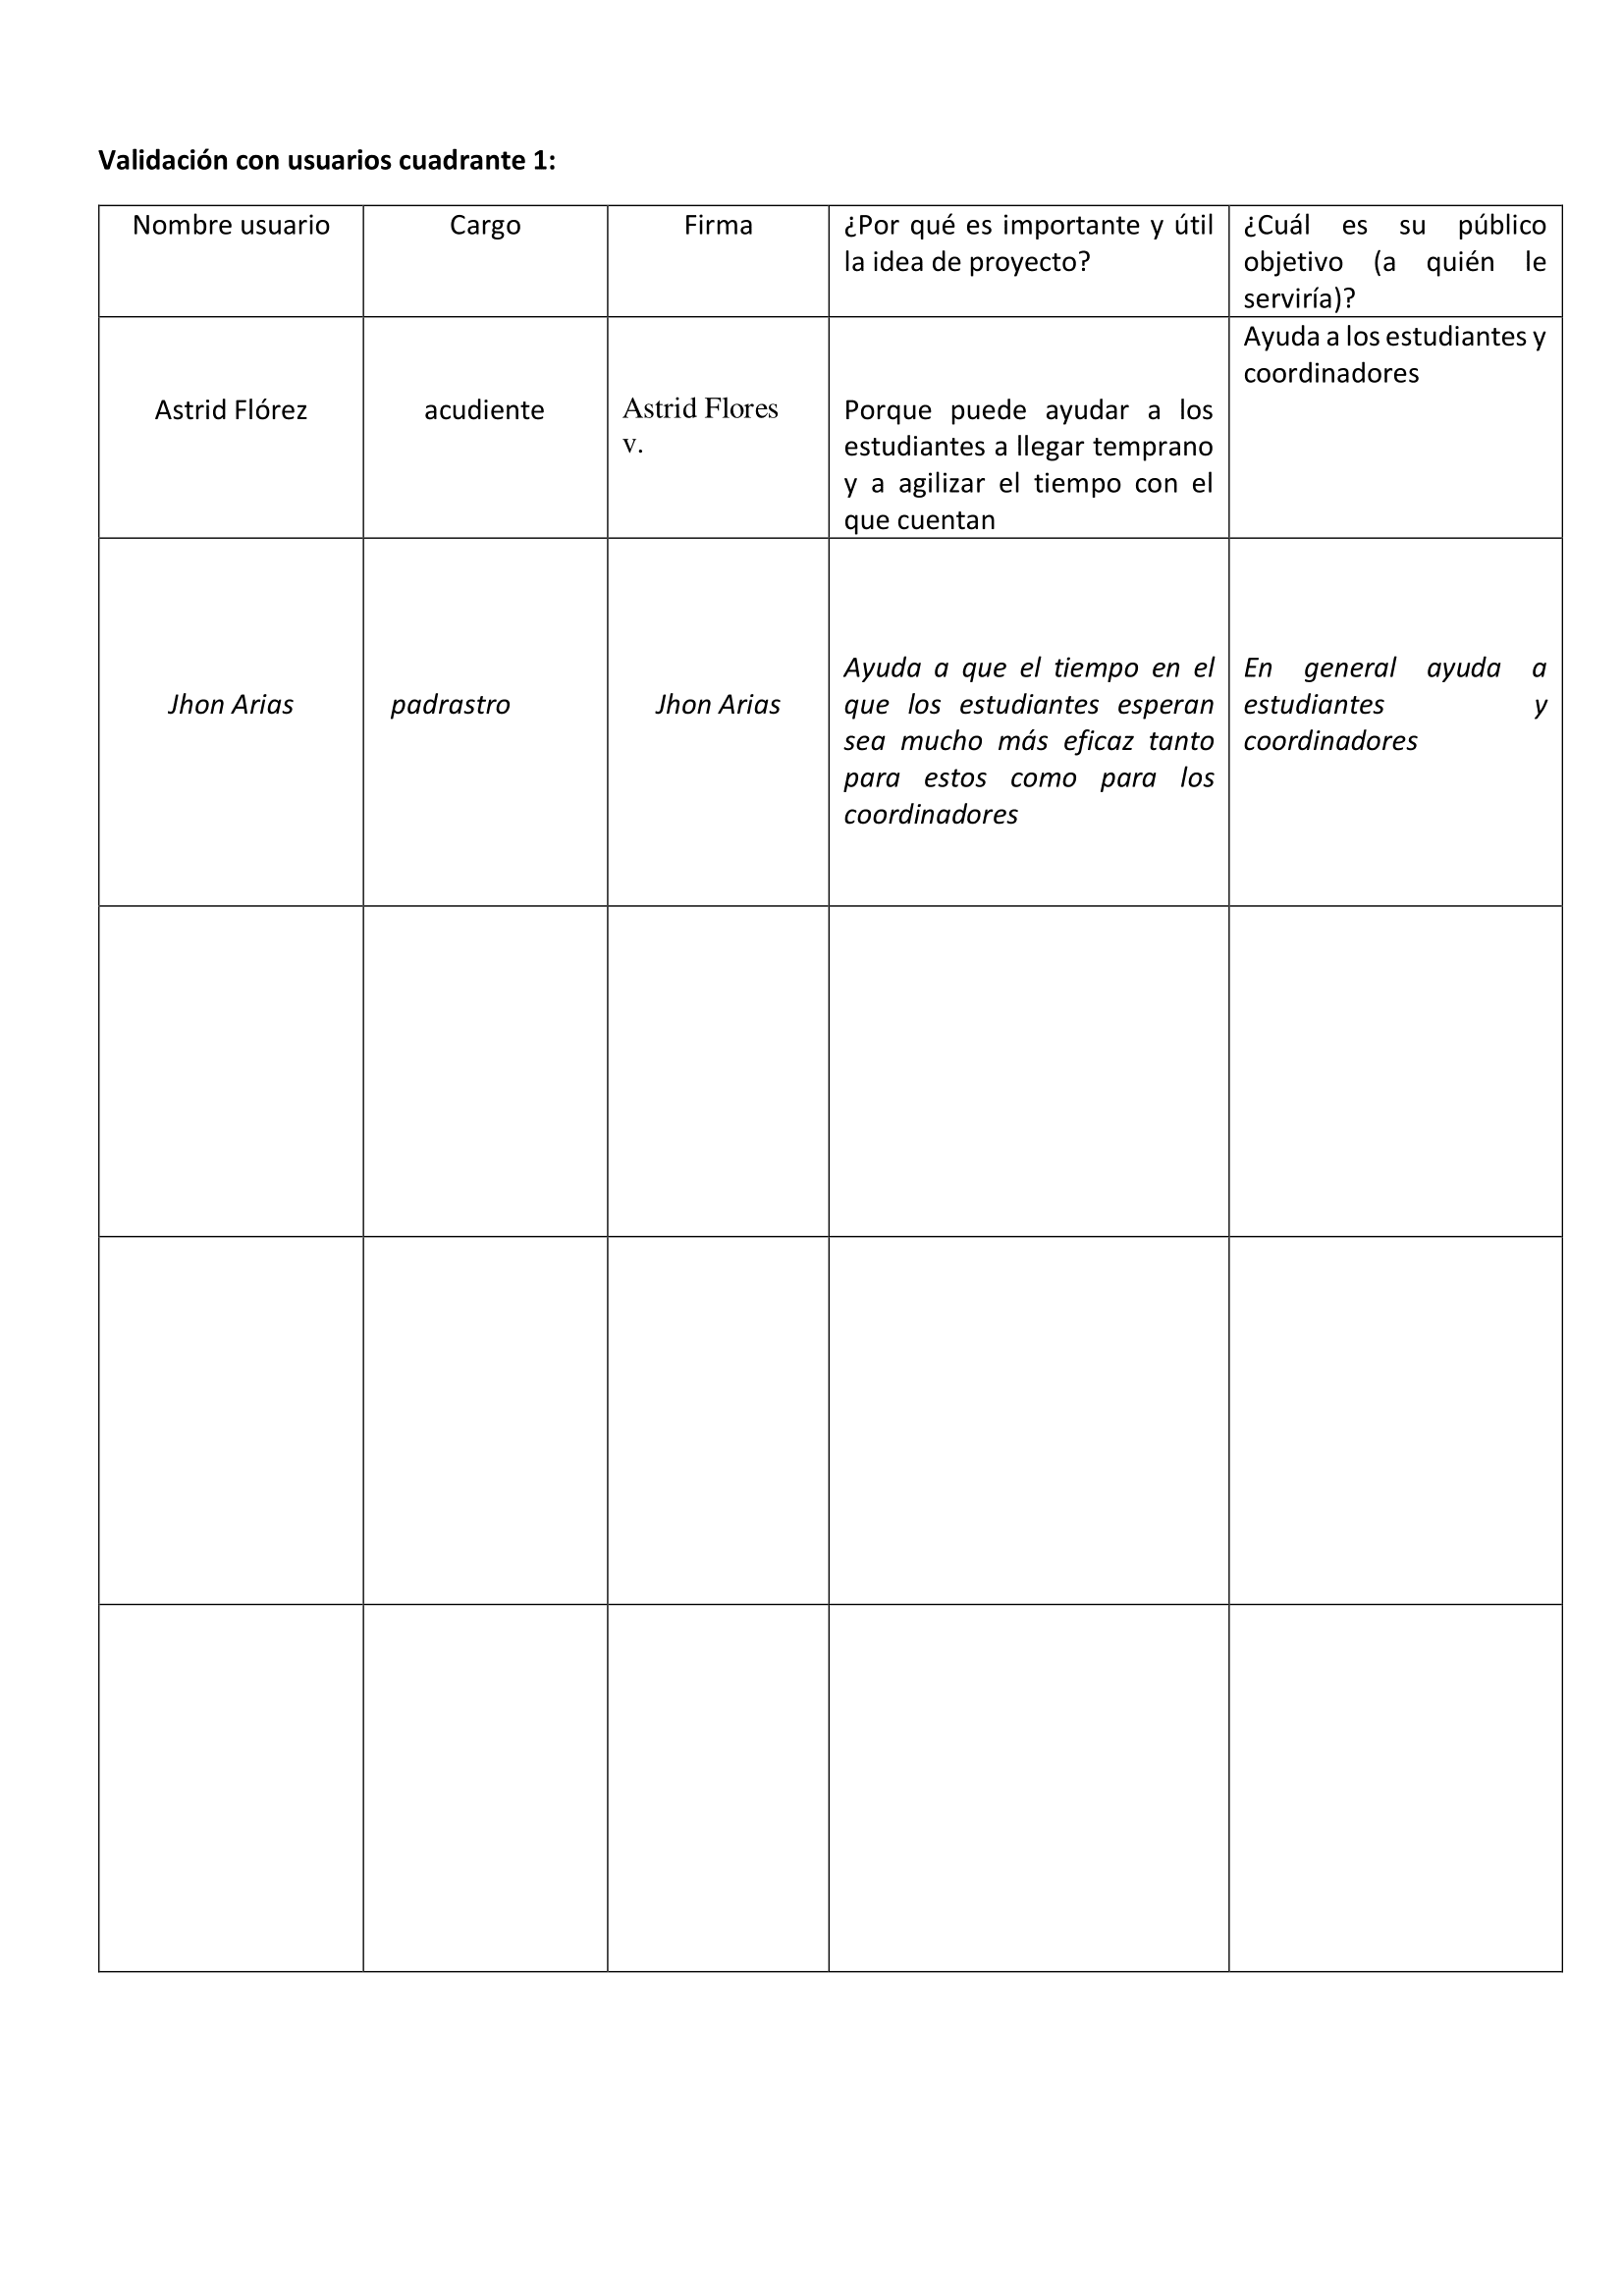 Validación con usuarios cuadrante 1:
Nombre usuario
Cargo
Firma
¿Por qué es importante y útil
la idea de proyecto?
¿Cuál es su público
objetivo (a quién le
serviría)?
Astrid Flórez
acudiente
Astrid Flores
v.
Porque puede ayudar a los
estudiantes a llegar temprano
y a agilizar el tiempo con el
que cuentan
Ayuda a los estudiantes y
coordinadores
Jhon Arias
padrastro
Jhon Arias
Ayuda a que el tiempo en el
que los estudiantes esperan
sea mucho más eficaz tanto
para estos como para los
coordinadores
En general ayuda a
estudiantes y
coordinadores